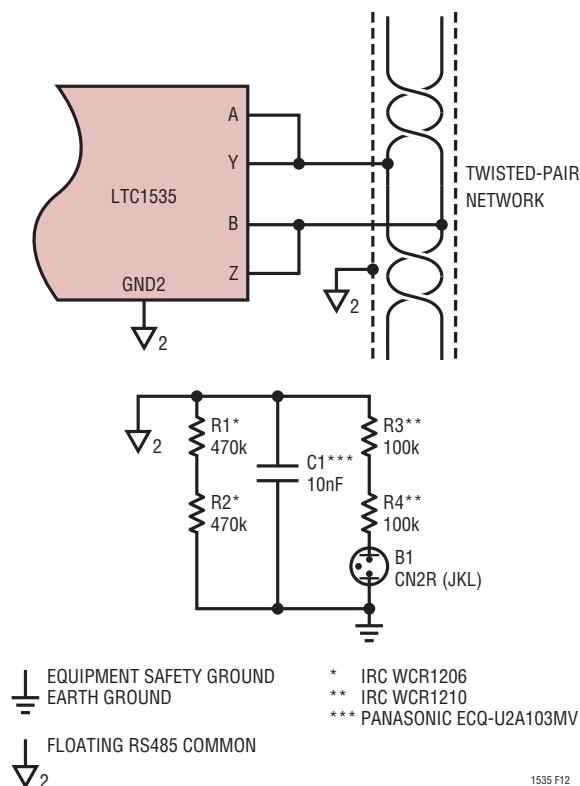 A
Y
LTC1535
B
Z
GND2
2
2
TWISTED-PAIR
NETWORK
2
R1*
470k
R2*
470k
C1***
10nF
R3**
100k
R4**
100k
B1
CN2R (JKL)
EQUIPMENT SAFETY GROUND
EARTH GROUND
FLOATING RS485 COMMON
2
* IRC WCR1206
** IRC WCR1210
*** PANASONIC ECQ-U2A103MV
1535 F12